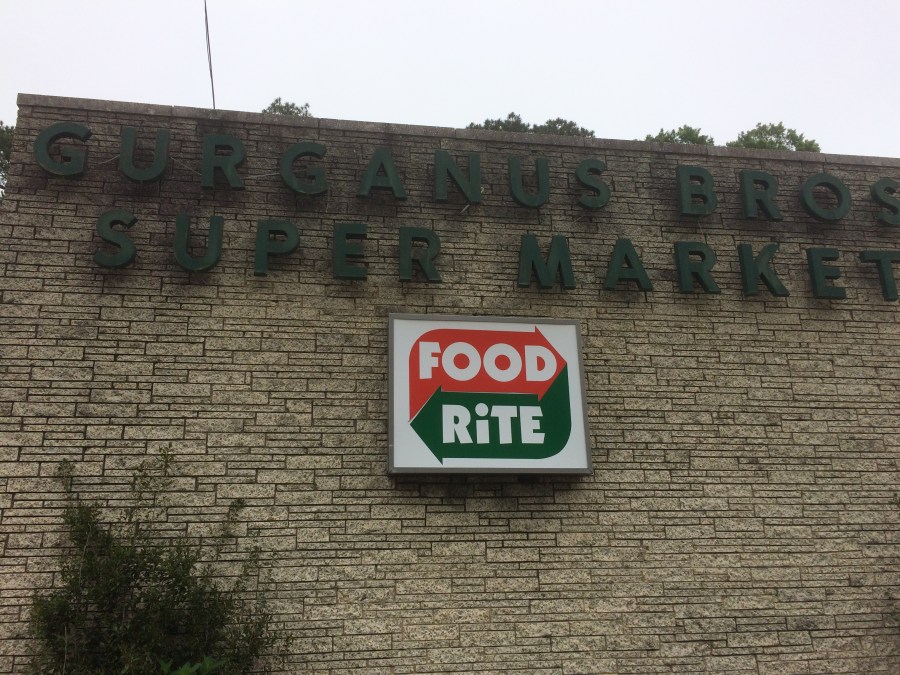 GURGANUS BROS
SUPER MARKET
FOOD
RiTE